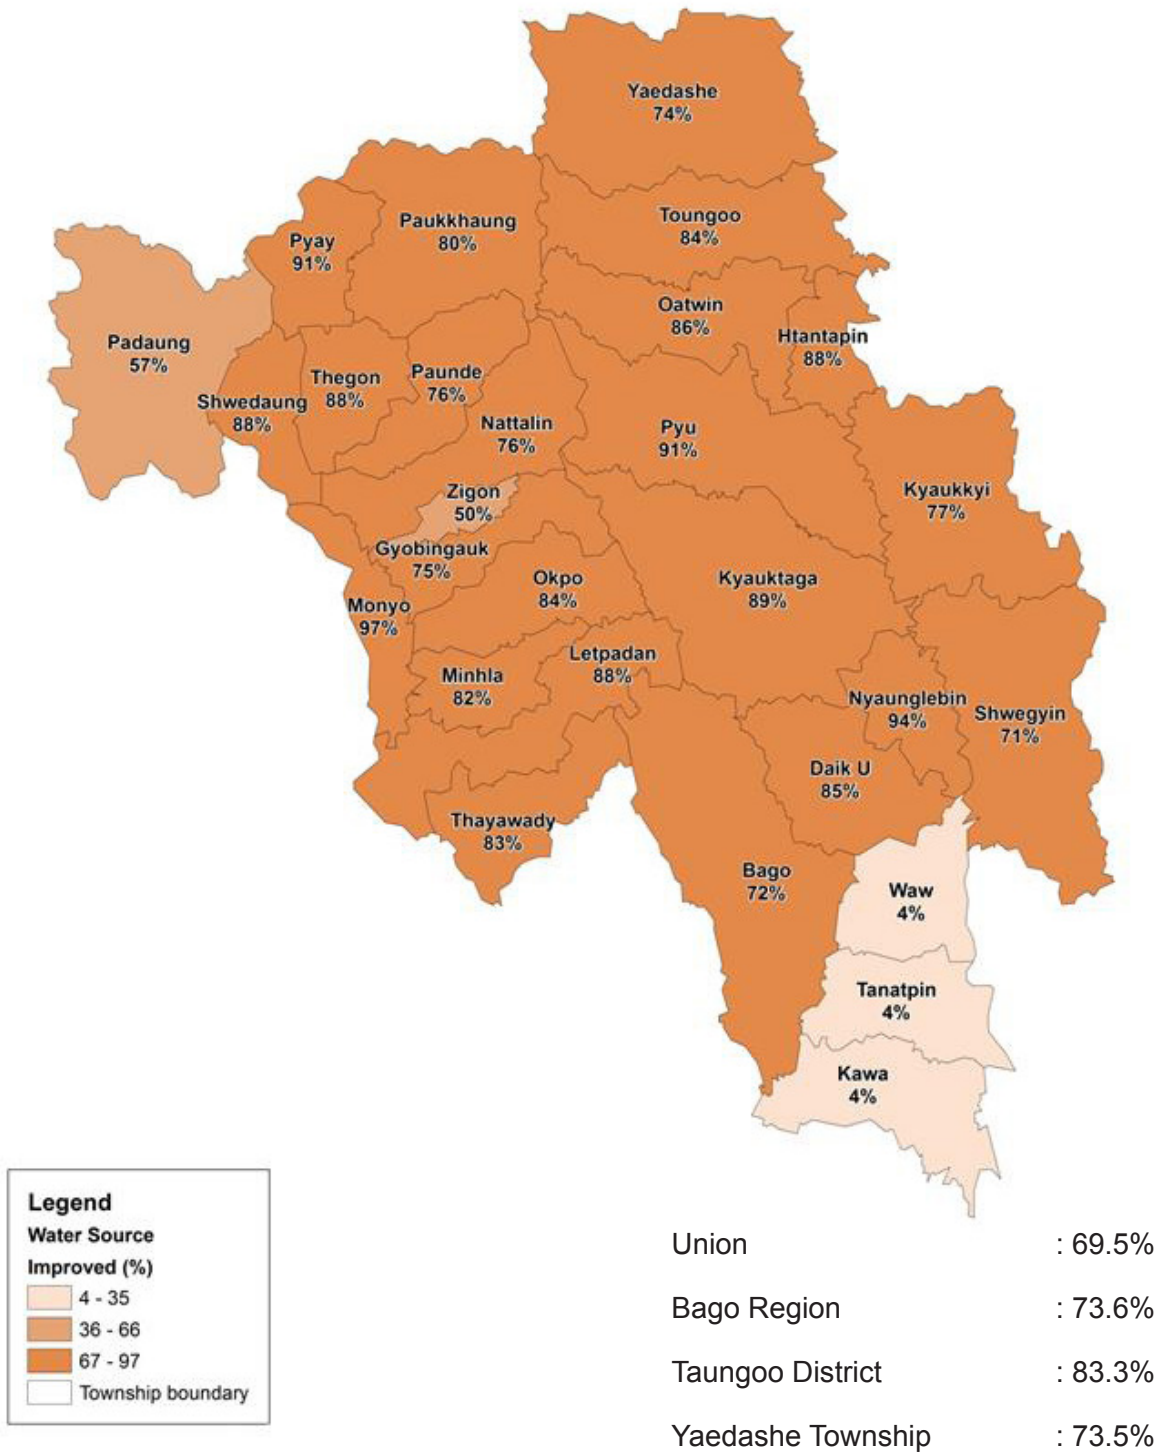 Yaedashe
74%
Toungoo
84%
Paukkhaung
80%
Pyay
91%
Oatwin
86%
Htantapin
88%
Padaung
57%
Thegon
88%
Paunde
76%
Shwedaung
88%
Nattalin
76%
Pyu
91%
Kyaukkyi
77%
Zigon
50%
Gyobingauk
75%
Okpo
84%
Kyauktaga
89%
Monyo
97%
Letpadan
88%
Minhla
82%
Nyaunglebin
94%
Shwegyin
71%
Daik U
85%
Thayawady
83%
Bago
72%
Waw
4%
Tanatpin
4%
Kawa
4%
Legend
Water Source
Improved (%)
4 - 35
36 - 66
67 - 97
Township boundary
Union : 69.5%
Bago Region : 73.6%
Taungoo District : 83.3%
Yaedashe Township : 73.5%